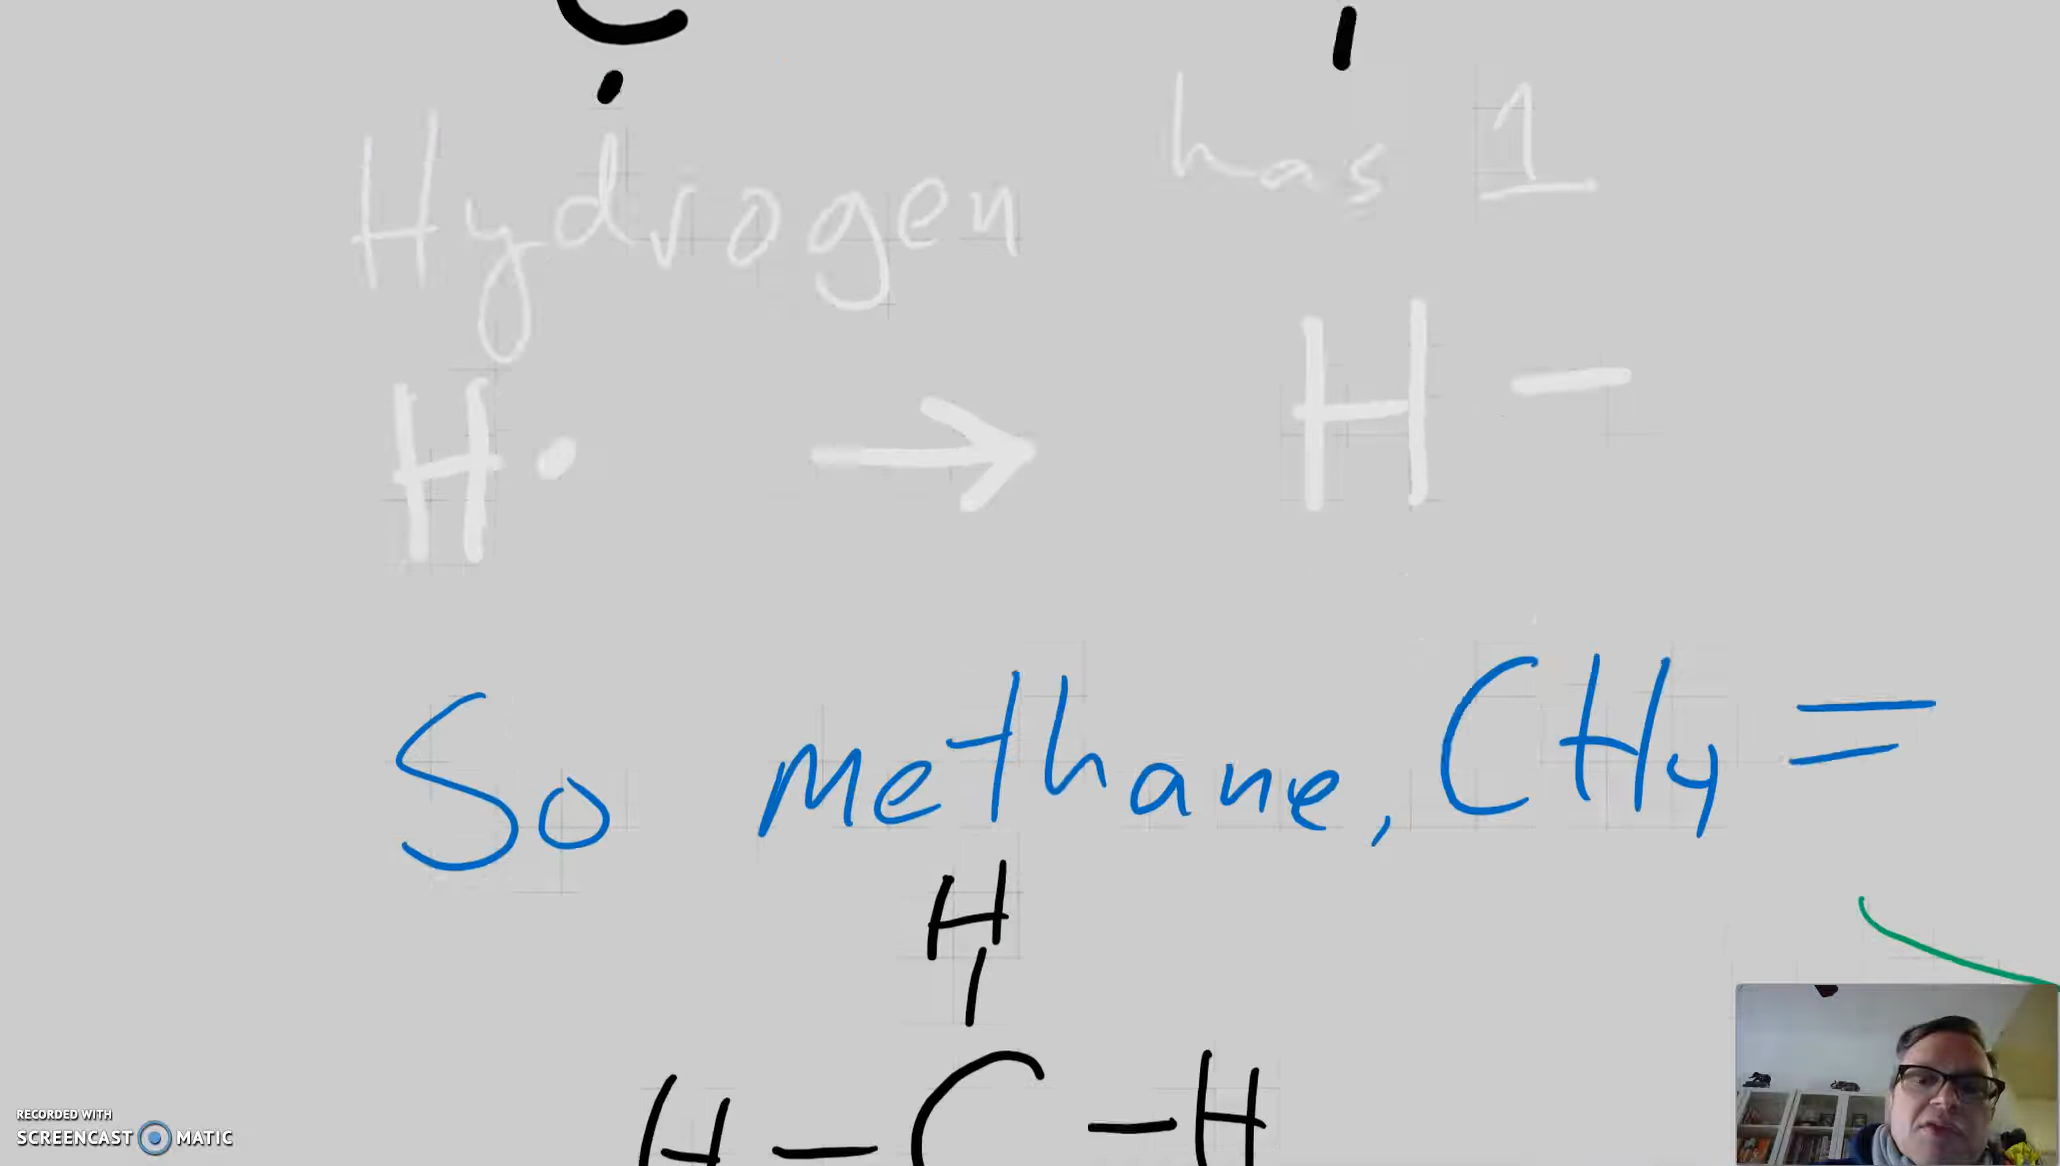 C
Hydrogen has 1
H• → H –
So methane, CH4 =
H
H – C – H
RECORDED WITH
SCREENCAST MATIC